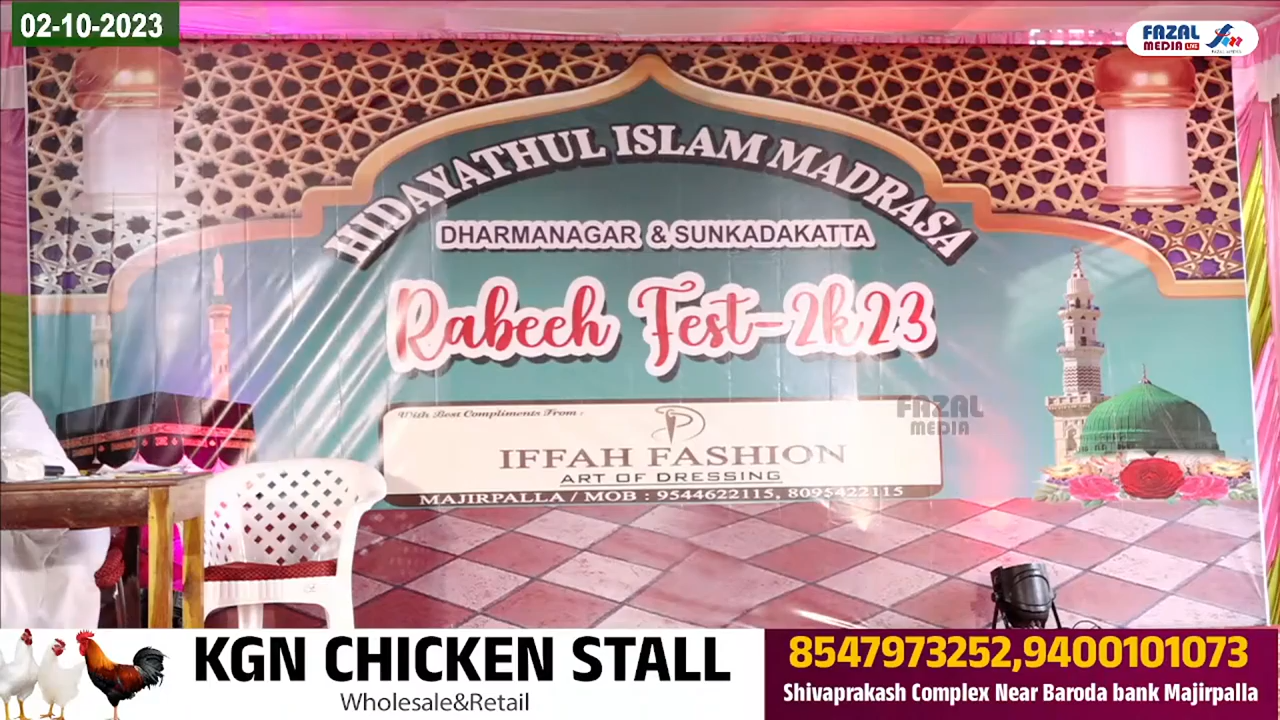 02-10-2023
FAZAL
MEDIA LIVE
HIDAYATHUL ISLAM MADRASA
DHARMANAGAR & SUNKADAKATTA
Rabeeh Fest-2k23
With Best Compliments From :
IFFAH FASHION
ART OF DRESSING
MAJIRPALLA / MOB : 9544622115, 8095422115
FAZAL
MEDIA
KGN CHICKEN STALL
Wholesale&Retail
8547973252,9400101073
Shivaprakash Complex Near Baroda bank Majirpalla